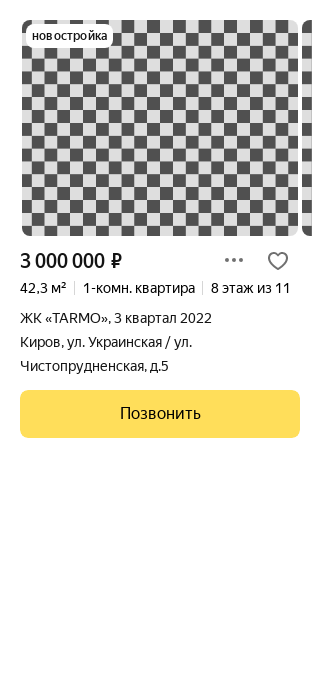 новостройка
3 000 000 ₽
42,3 м² 1-комн. квартира 8 этаж из 11
ЖК «TARMO», 3 квартал 2022
Киров, ул. Украинская / ул.
Чистопрудненская, д.5
Позвонить